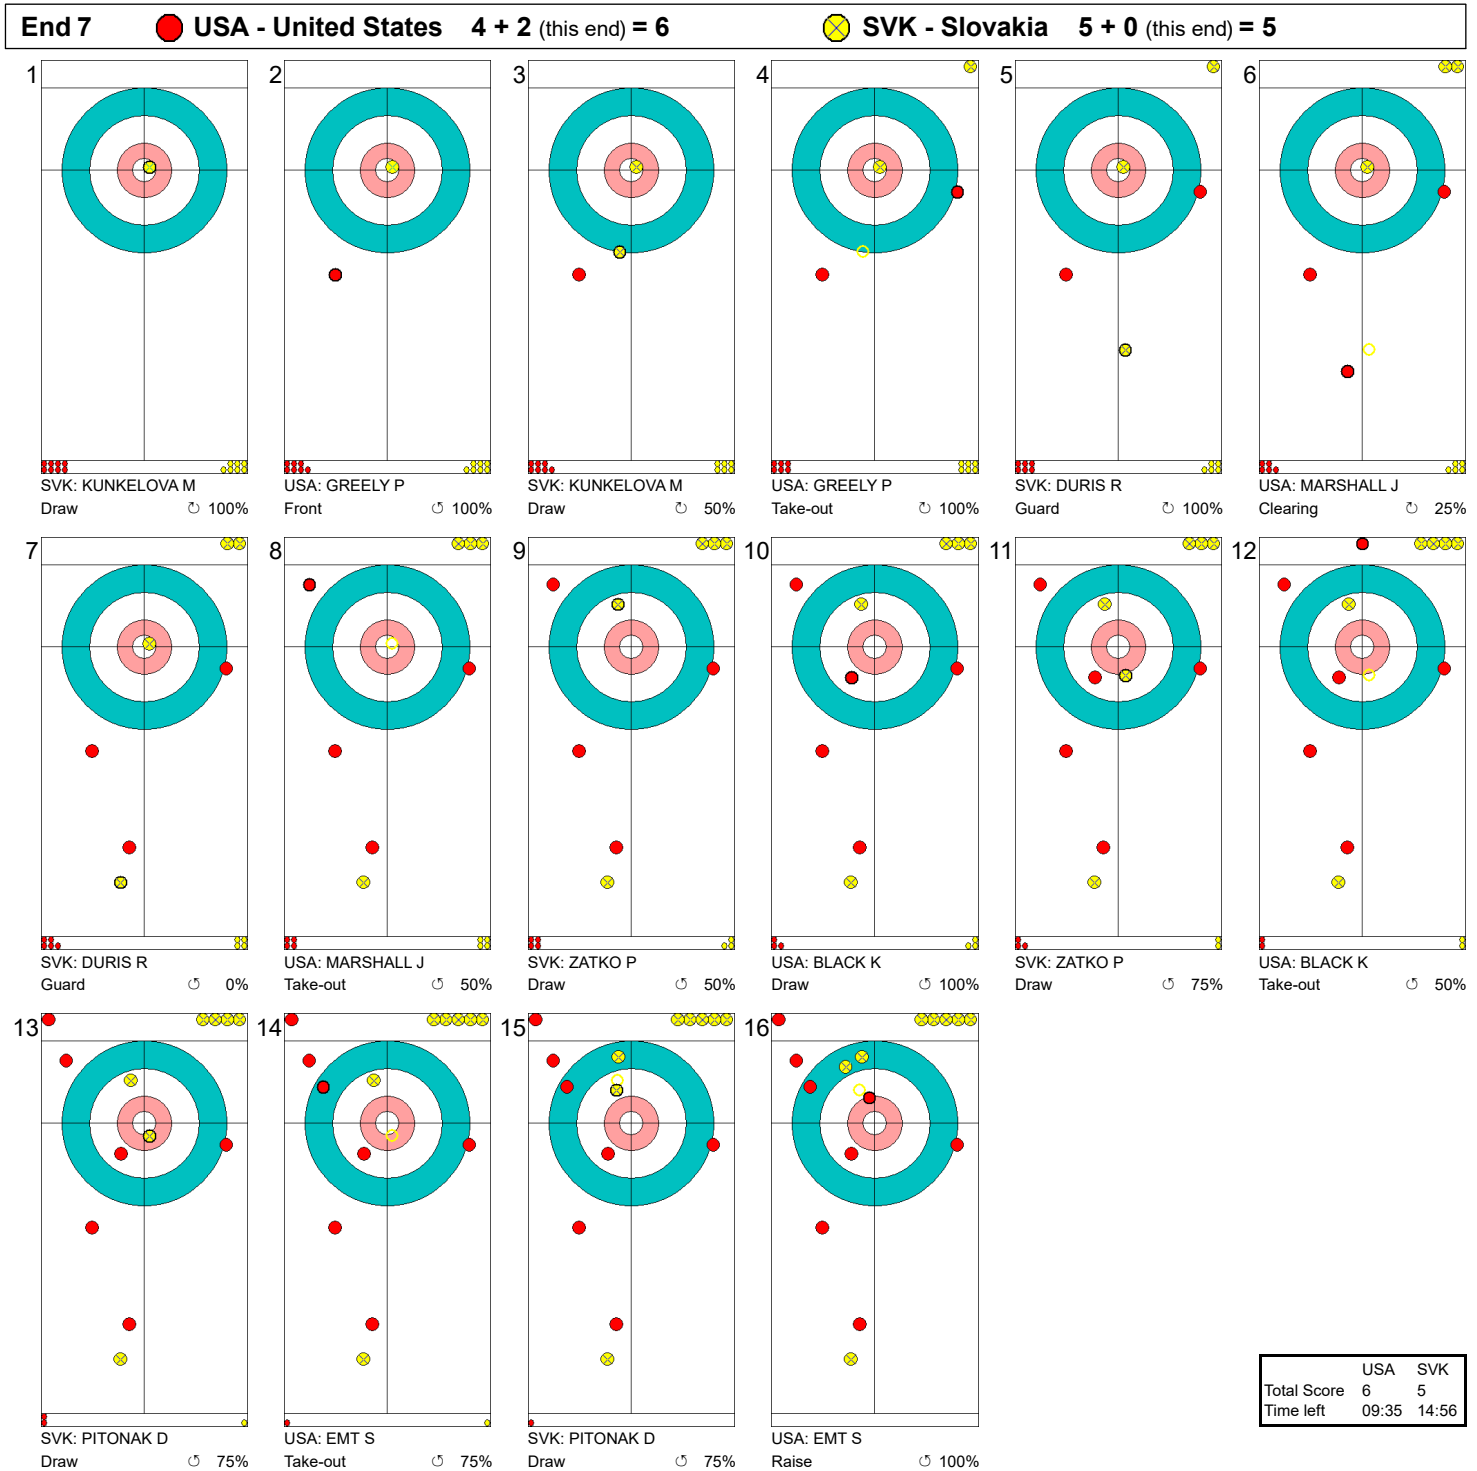 End 7 USA - United States 4 + 2 (this end) = 6 SVK - Slovakia 5 + 0 (this end) = 5
1 2 3 4 5 6
SVK: KUNKELOVA M USA: GREELY P SVK: KUNKELOVA M USA: GREELY P SVK: DURIS R USA: MARSHALL J
Draw ↻ 100% Front ↻ 100% Draw ↻ 50% Take-out ↻ 100% Guard ↻ 100% Clearing ↻ 25%
7 8 9 10 11 12
SVK: DURIS R USA: MARSHALL J SVK: ZATKO P USA: BLACK K SVK: ZATKO P USA: BLACK K
Guard ↺ 0% Take-out ↺ 50% Draw ↺ 50% Draw ↺ 100% Draw ↺ 75% Take-out ↺ 50%
13 14 15 16
SVK: PITONAK D USA: EMT S SVK: PITONAK D USA: EMT S
Draw ↺ 75% Take-out ↺ 75% Draw ↺ 75% Raise ↺ 100%
USA SVK
Total Score 6 5
Time left 09:35 14:56